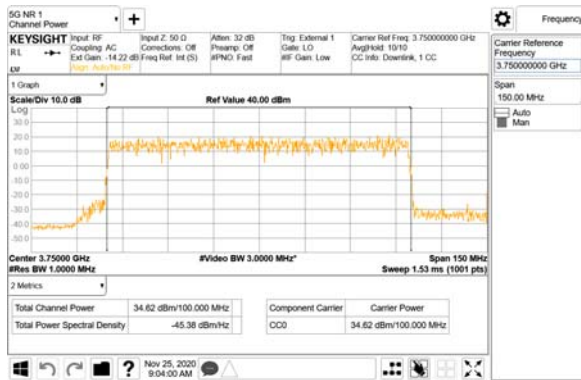 5G NR 1
Channel Power
Frequency
KEYSIGHT Input: RF Input Z: 50 Ω Atten: 32 dB Trig: External 1 Carrier Ref Freq: 3.750000000 GHz
RL Coupling: AC Corrections: Off Preamp: Off Gate: LO Avg|Hold: 10/10
Ext Gain: -14.22 dB Freq Ref: Int (S) #PNO: Fast #IF Gain: Low CC Info: Downlink, 1 CC
Align: Auto/No RF
Carrier Reference
Frequency
3.750000000 GHz
Span
150.00 MHz
Auto
Man
1 Graph
Scale/Div 10.0 dB Ref Value 40.00 dBm
Log
30.0
20.0
10.0
0.00
-10.0
-20.0
-30.0
-40.0
-50.0
Center 3.75000 GHz #Video BW 3.0000 MHz* Span 150 MHz
#Res BW 1.0000 MHz Sweep 1.53 ms (1001 pts)
2 Metrics
Total Channel Power 34.62 dBm/100.000 MHz Component Carrier Carrier Power
Total Power Spectral Density -45.38 dBm/Hz CC0 34.62 dBm/100.000 MHz
Nov 25, 2020
9:04:00 AM